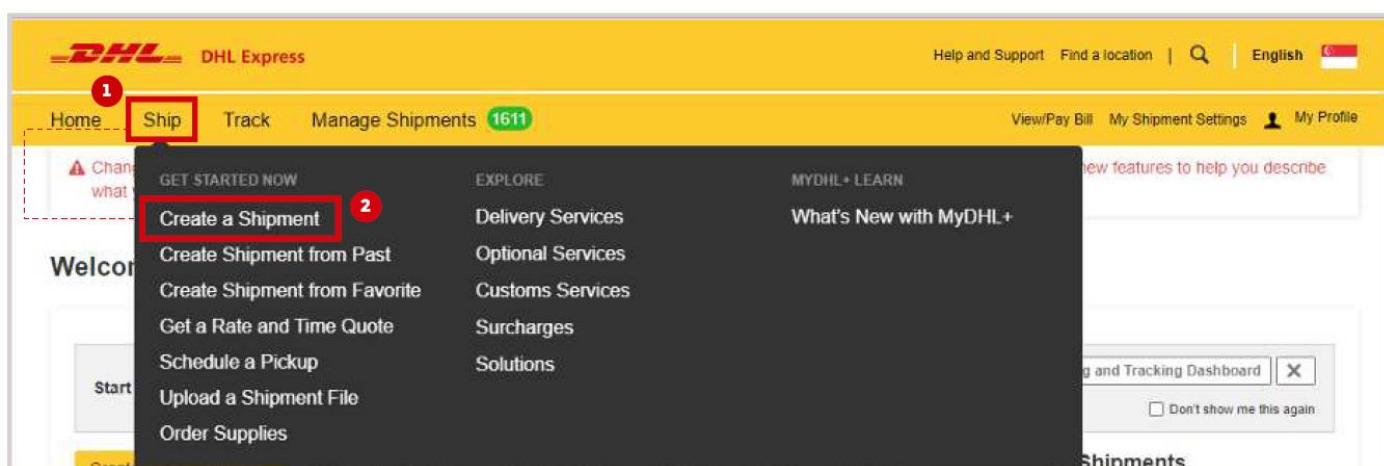 DHL DHL Express Help and Support Find a location | English
1
Home Ship Track Manage Shipments 1611 View/Pay Bill My Shipment Settings My Profile
new features to help you describe
what
GET STARTED NOW EXPLORE MYDHL+ LEARN
Create a Shipment 2 Delivery Services What's New with MyDHL+
Create Shipment from Past Optional Services
Create Shipment from Favorite Customs Services
Get a Rate and Time Quote Surcharges
Schedule a Pickup Solutions
and Tracking Dashboard
Start
Upload a Shipment File Don't show me this again
Order Supplies
Shipments